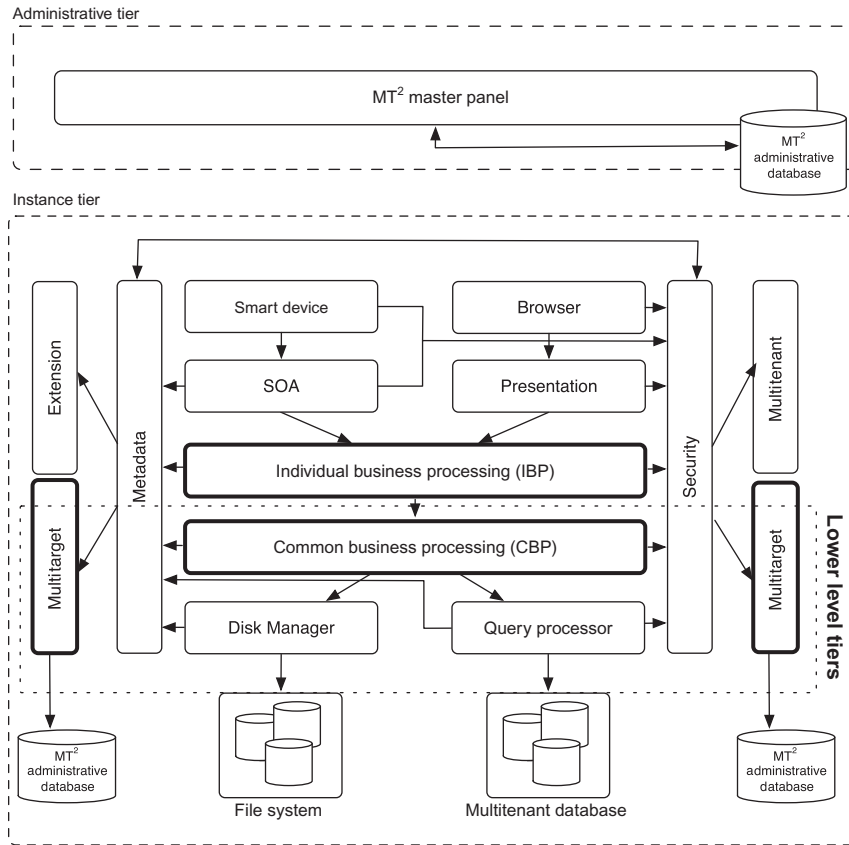 Administrative tier
MT² master panel
MT²
administrative
database
Instance tier
Smart device
Browser
Extension
Metadata
SOA
Presentation
Security
Multitenant
Individual business processing (IBP)
Common business processing (CBP)
Multitarget
Multitarget
Lower level tiers
Disk Manager
Query processor
MT²
administrative
database
File system
Multitenant database
MT²
administrative
database